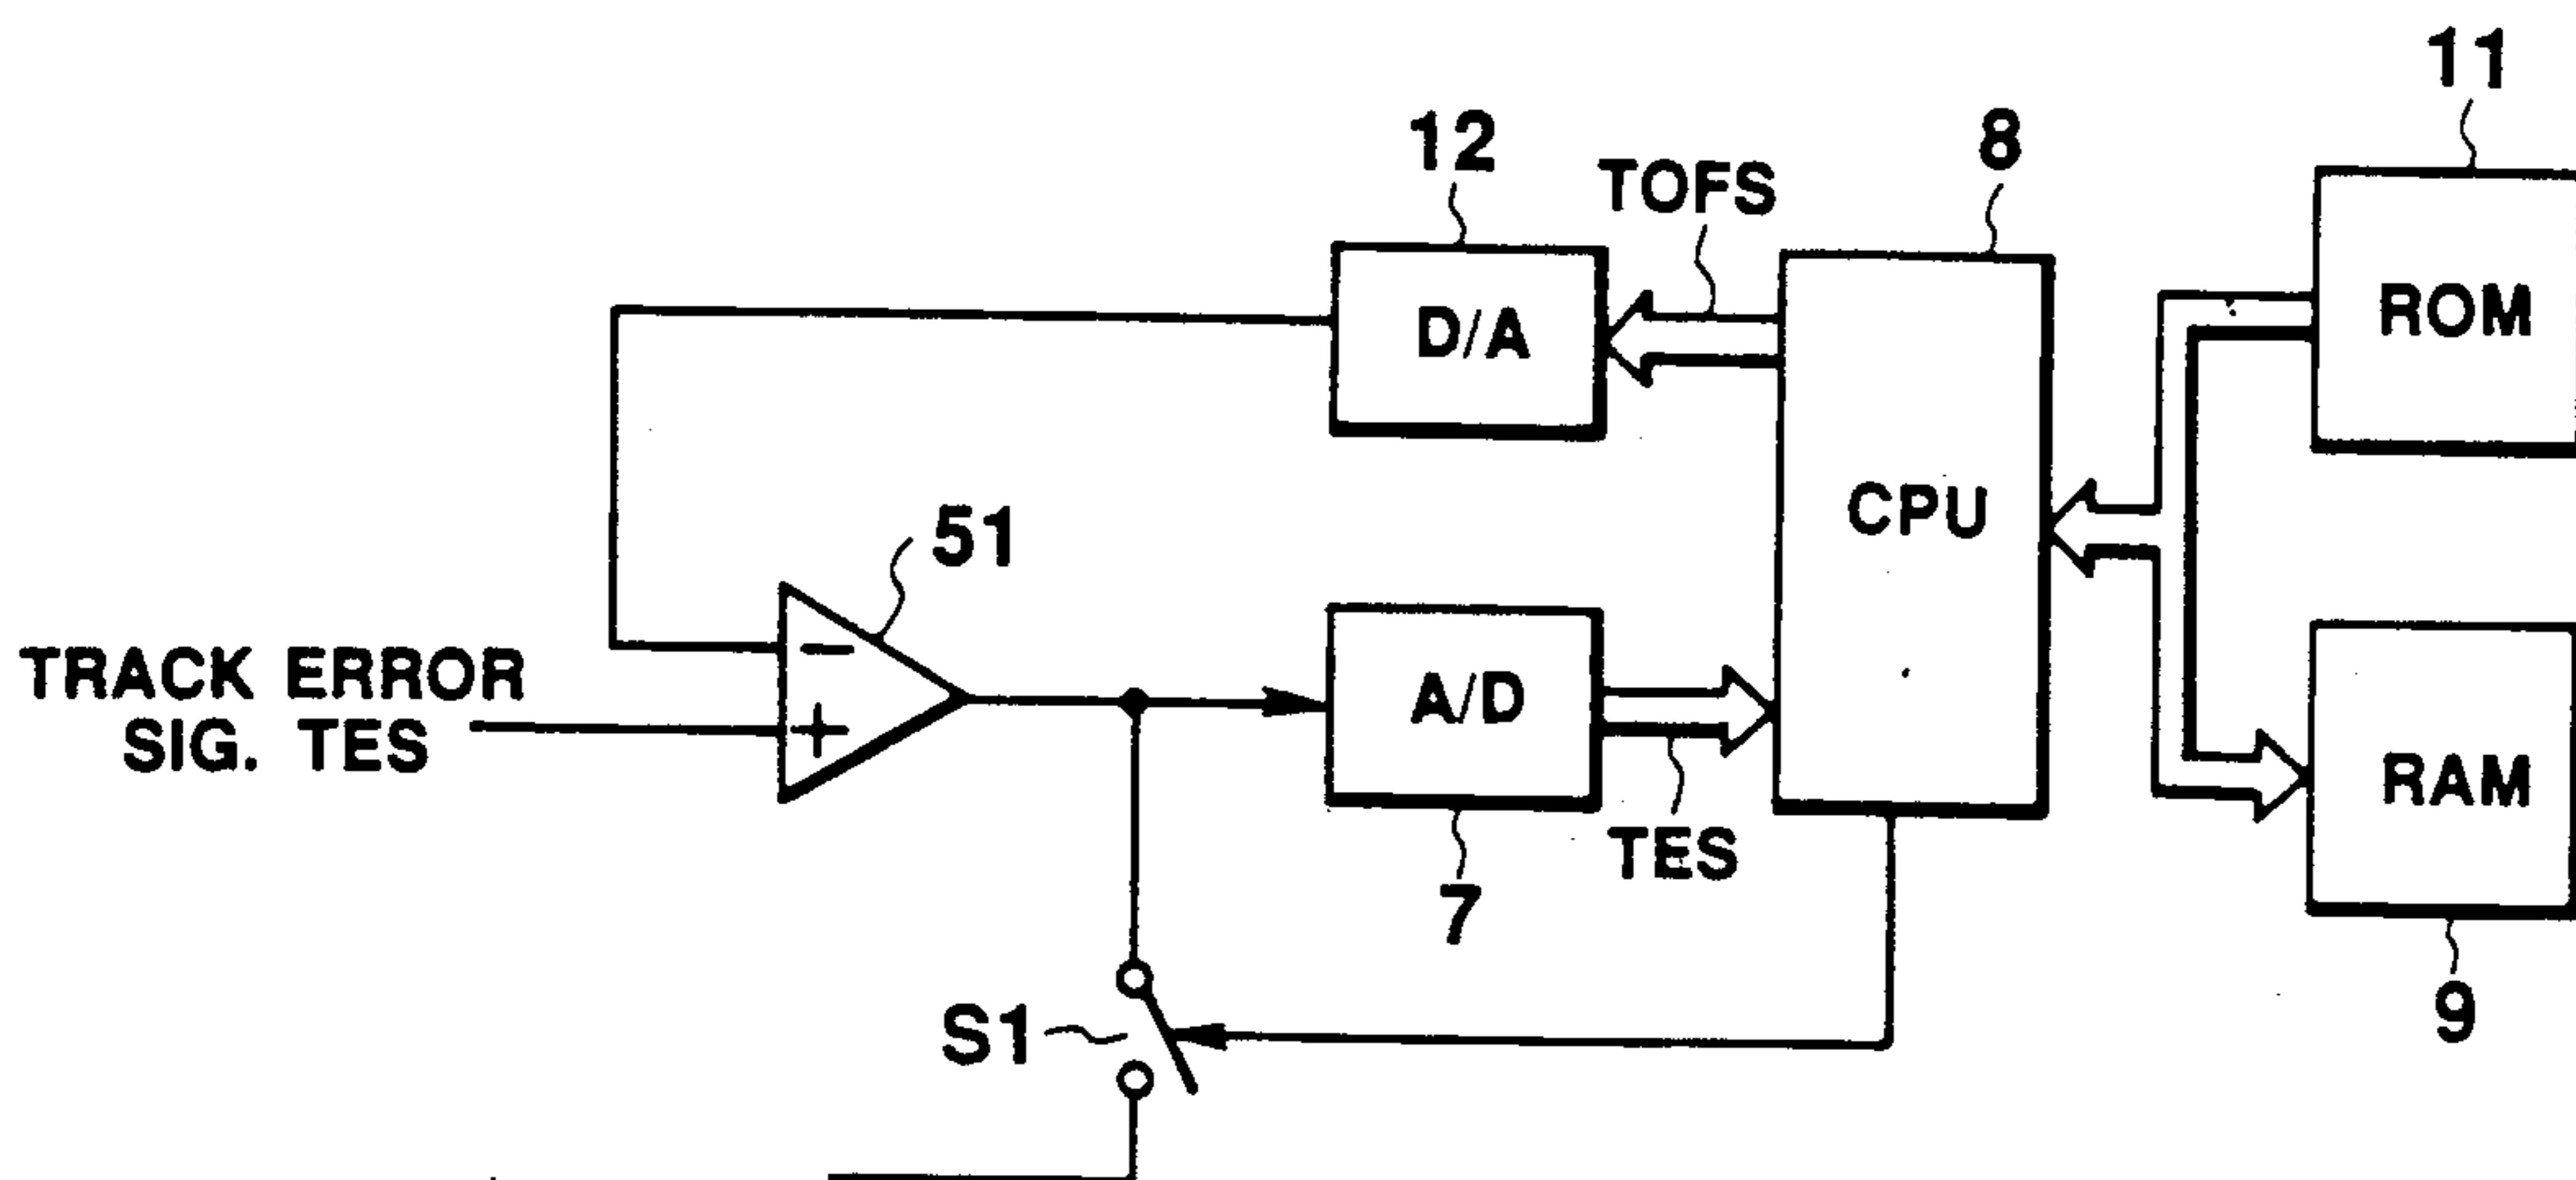 11
12
8
TOFS
ROM
D/A
CPU
51
TRACK ERROR
SIG. TES
−
+
A/D
RAM
TES
7
S1
9